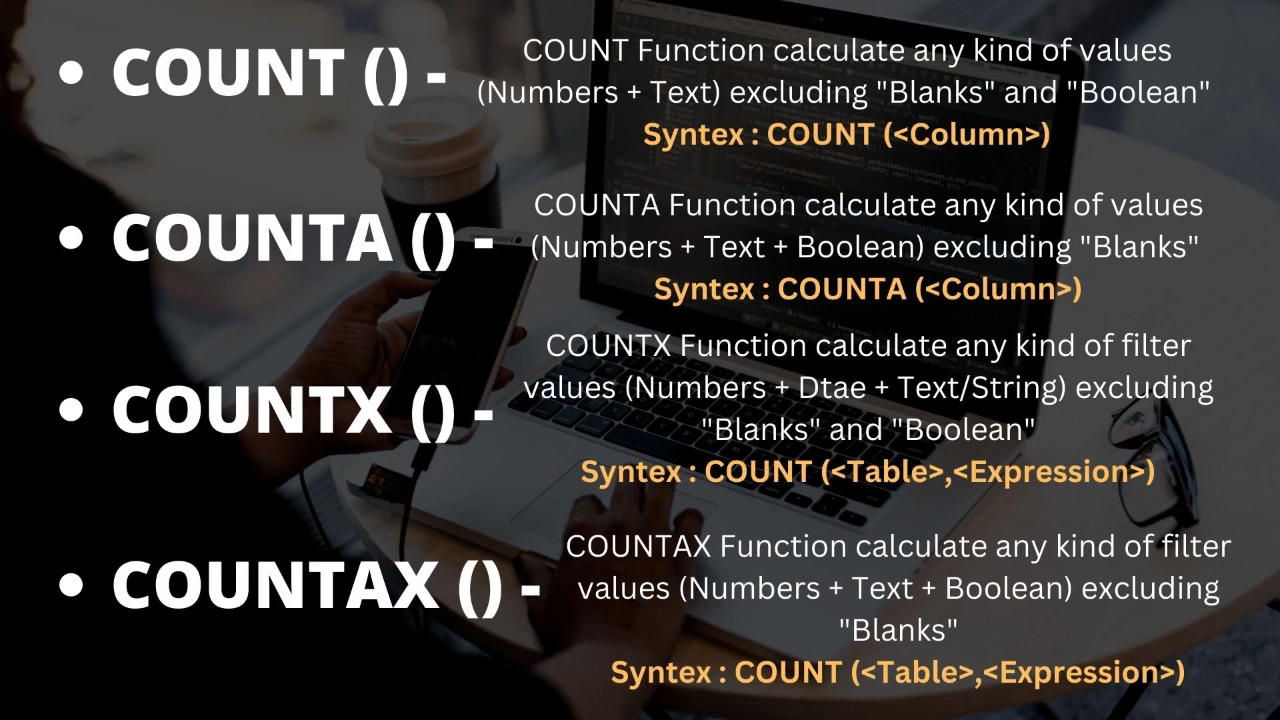 • COUNT () -
COUNT Function calculate any kind of values
(Numbers + Text) excluding "Blanks" and "Boolean"
Syntex : COUNT (<Column>)
• COUNTA () -
COUNTA Function calculate any kind of values
(Numbers + Text + Boolean) excluding "Blanks"
Syntex : COUNTA (<Column>)
• COUNTX () -
COUNTX Function calculate any kind of filter
values (Numbers + Dtae + Text/String) excluding
"Blanks" and "Boolean"
Syntex : COUNT (<Table>,<Expression>)
• COUNTAX () -
COUNTAX Function calculate any kind of filter
values (Numbers + Text + Boolean) excluding
"Blanks"
Syntex : COUNT (<Table>,<Expression>)